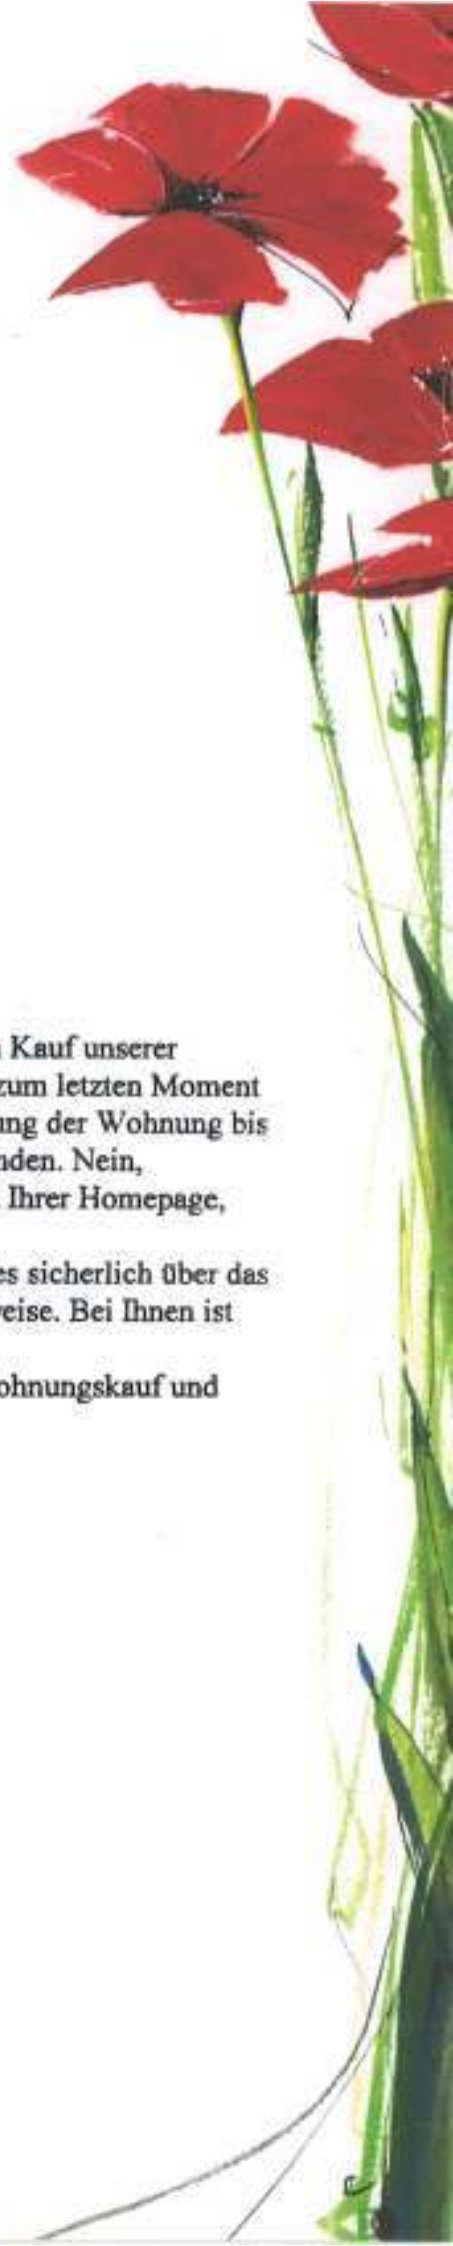 Kauf unserer
zum letzten Moment
ung der Wohnung bis
nden. Nein,
Ihrer Homepage,
es sicherlich über das
eise. Bei Ihnen ist
ohnungskauf und